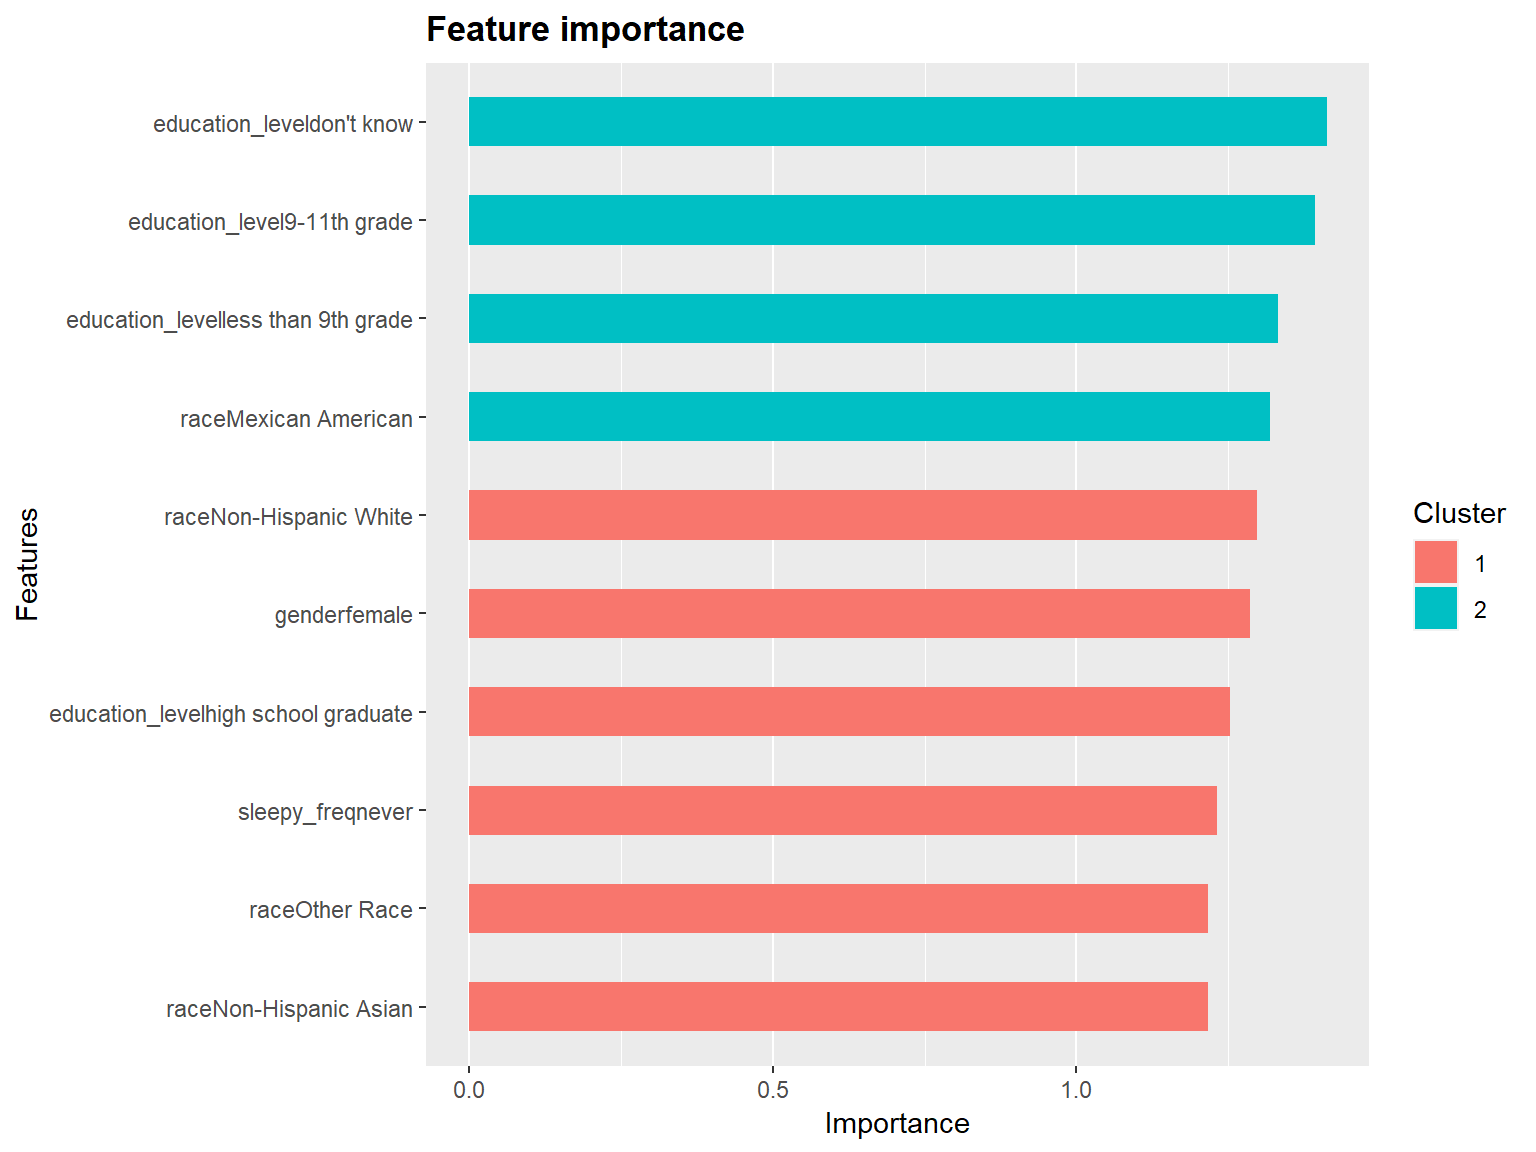 Feature importance
education_leveldon't know
education_level9-11th grade
education_levelless than 9th grade
raceMexican American
raceNon-Hispanic White
genderfemale
education_levelhigh school graduate
sleepy_freqnever
raceOther Race
raceNon-Hispanic Asian
Features
0.0 0.5 1.0
Importance
Cluster
1
2